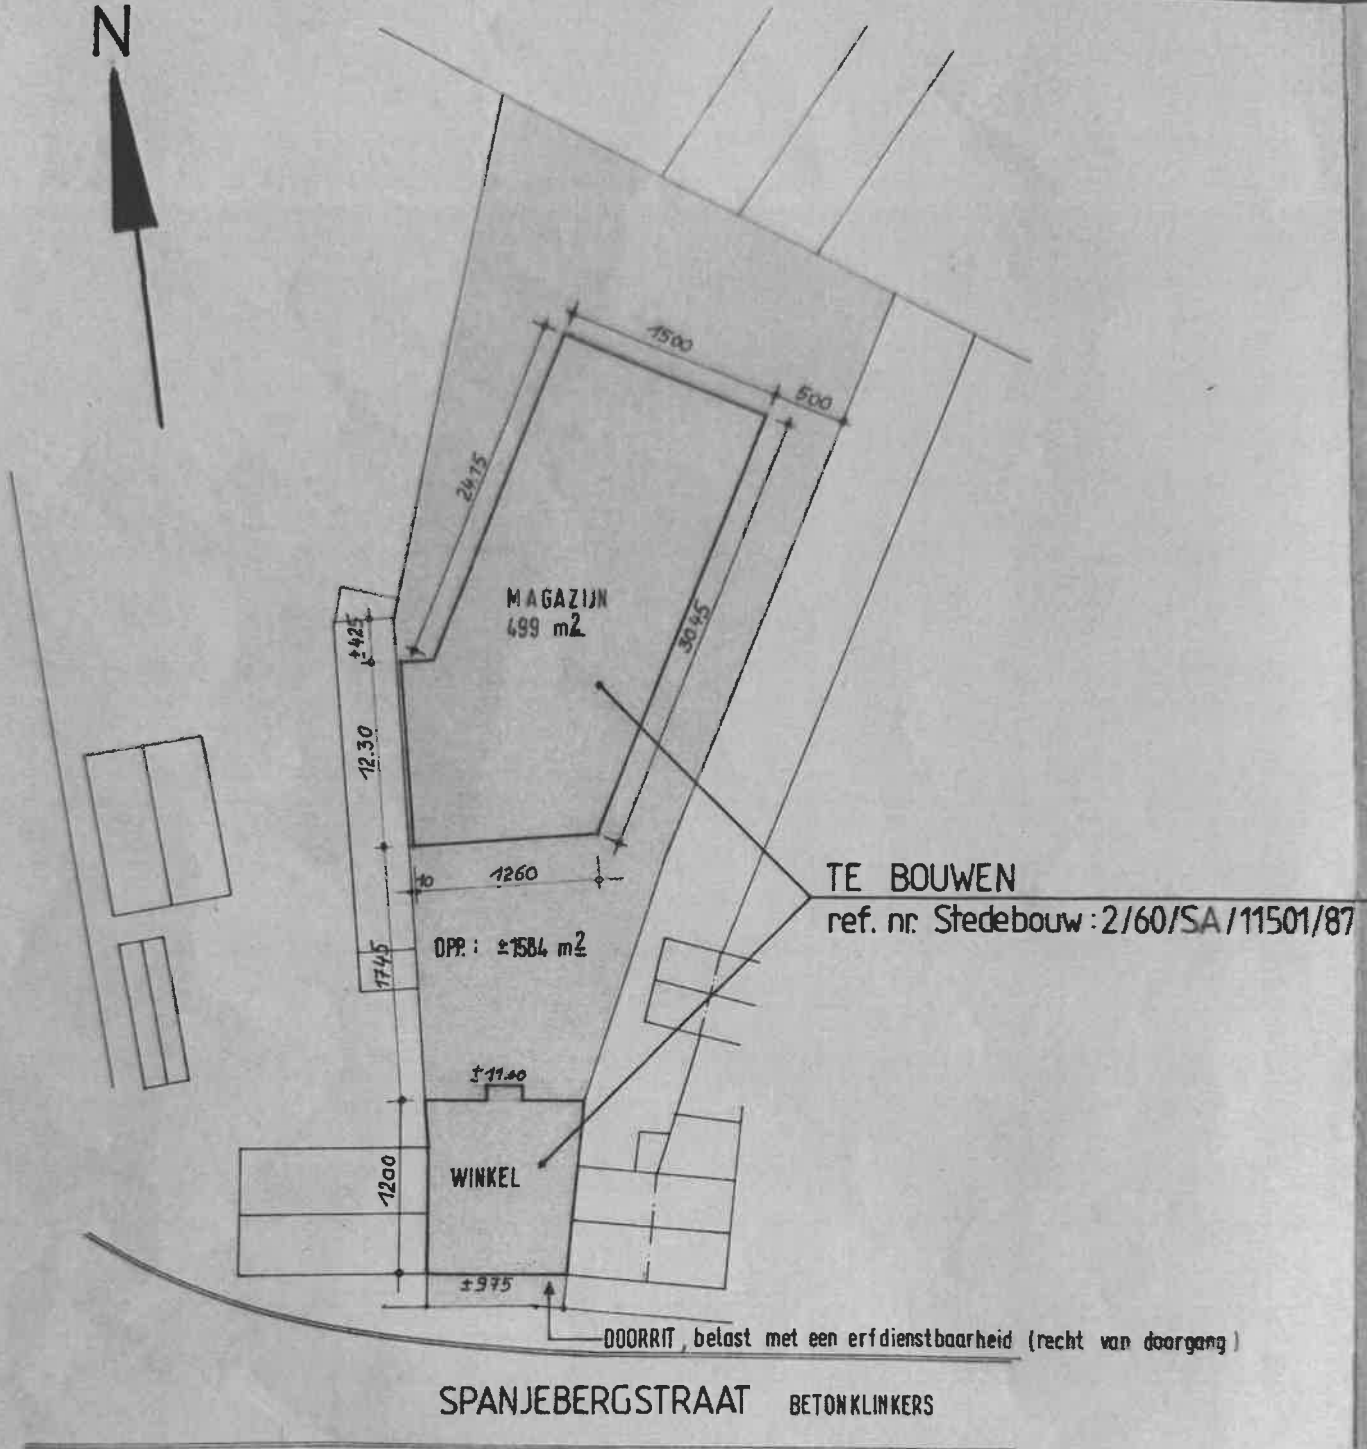 N
1500
500
2415
MAGAZIJN
499 m2
3045
±425
12.30
TE BOUWEN
ref. nr. Stedebouw : 2/60/SA/11501/87
10
1260
OPP. : ±1584 m2
1745
±11.00
WINKEL
1200
±975
DOORRIT, belast met een erfdienstbaarheid (recht van doorgang)
SPANJEBERGSTRAAT BETONKLINKERS